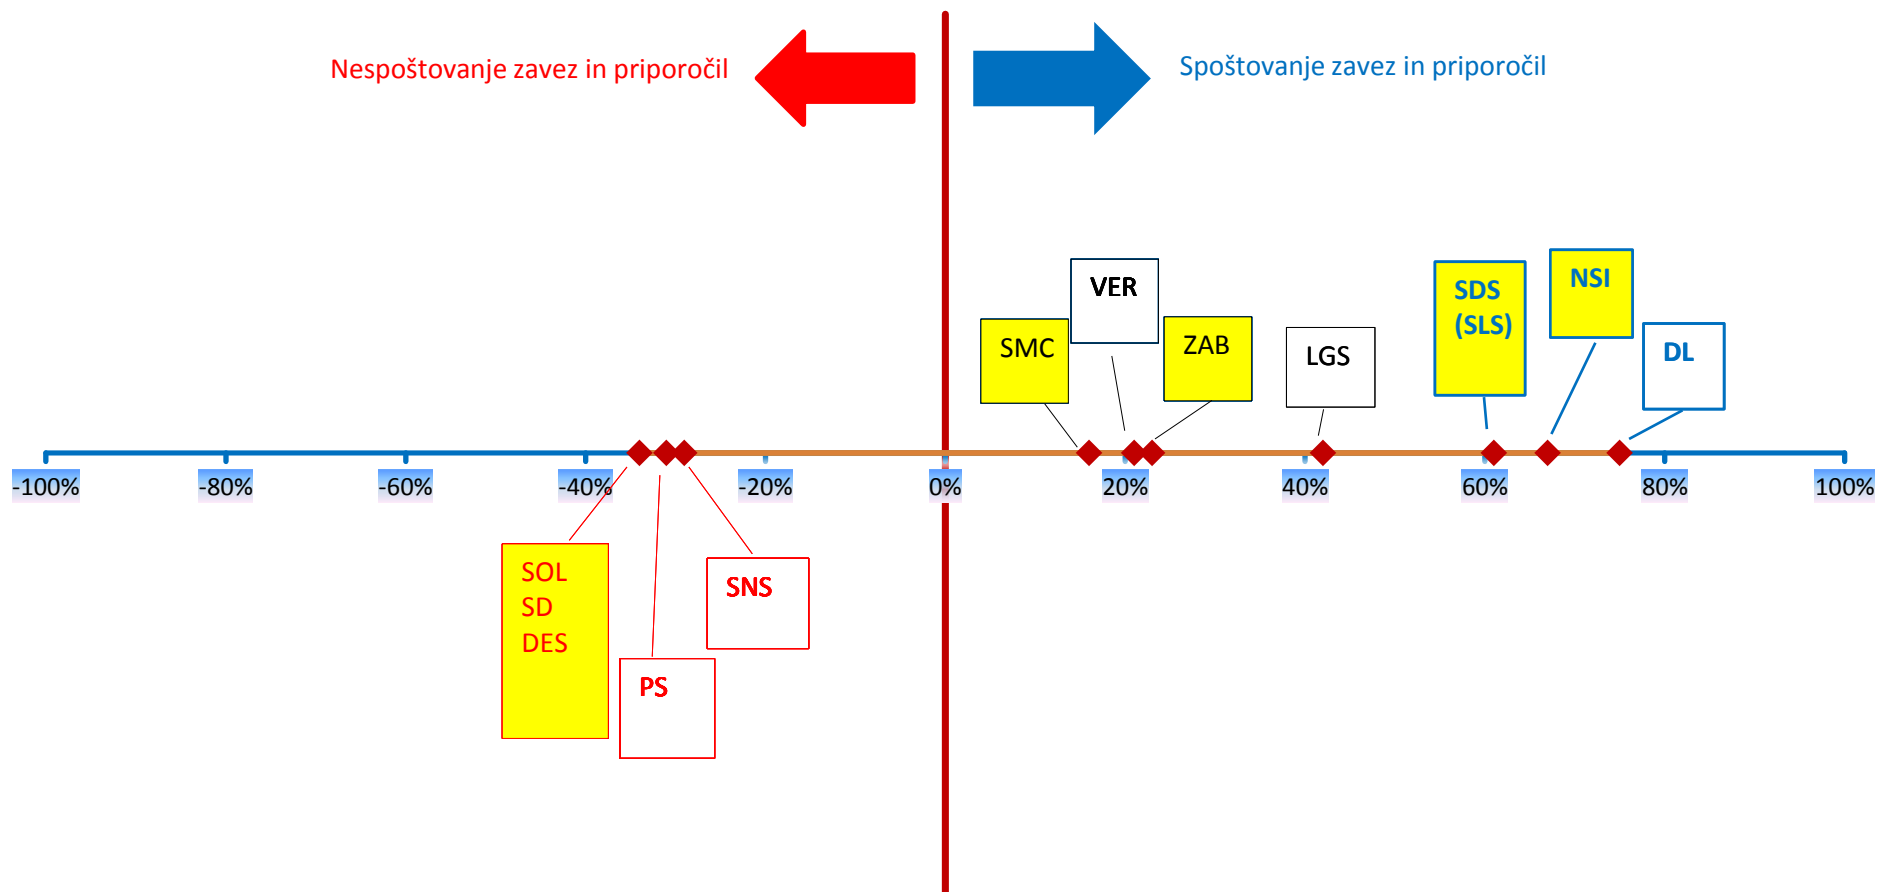 Nespoštovanje zavez in priporočil
Spoštovanje zavez in priporočil
VER
SMC
ZAB
LGS
SDS
(SLS)
NSI
DL
-100%
-80%
-60%
-40%
-20%
0%
20%
40%
60%
80%
100%
SOL
SD
DES
PS
SNS